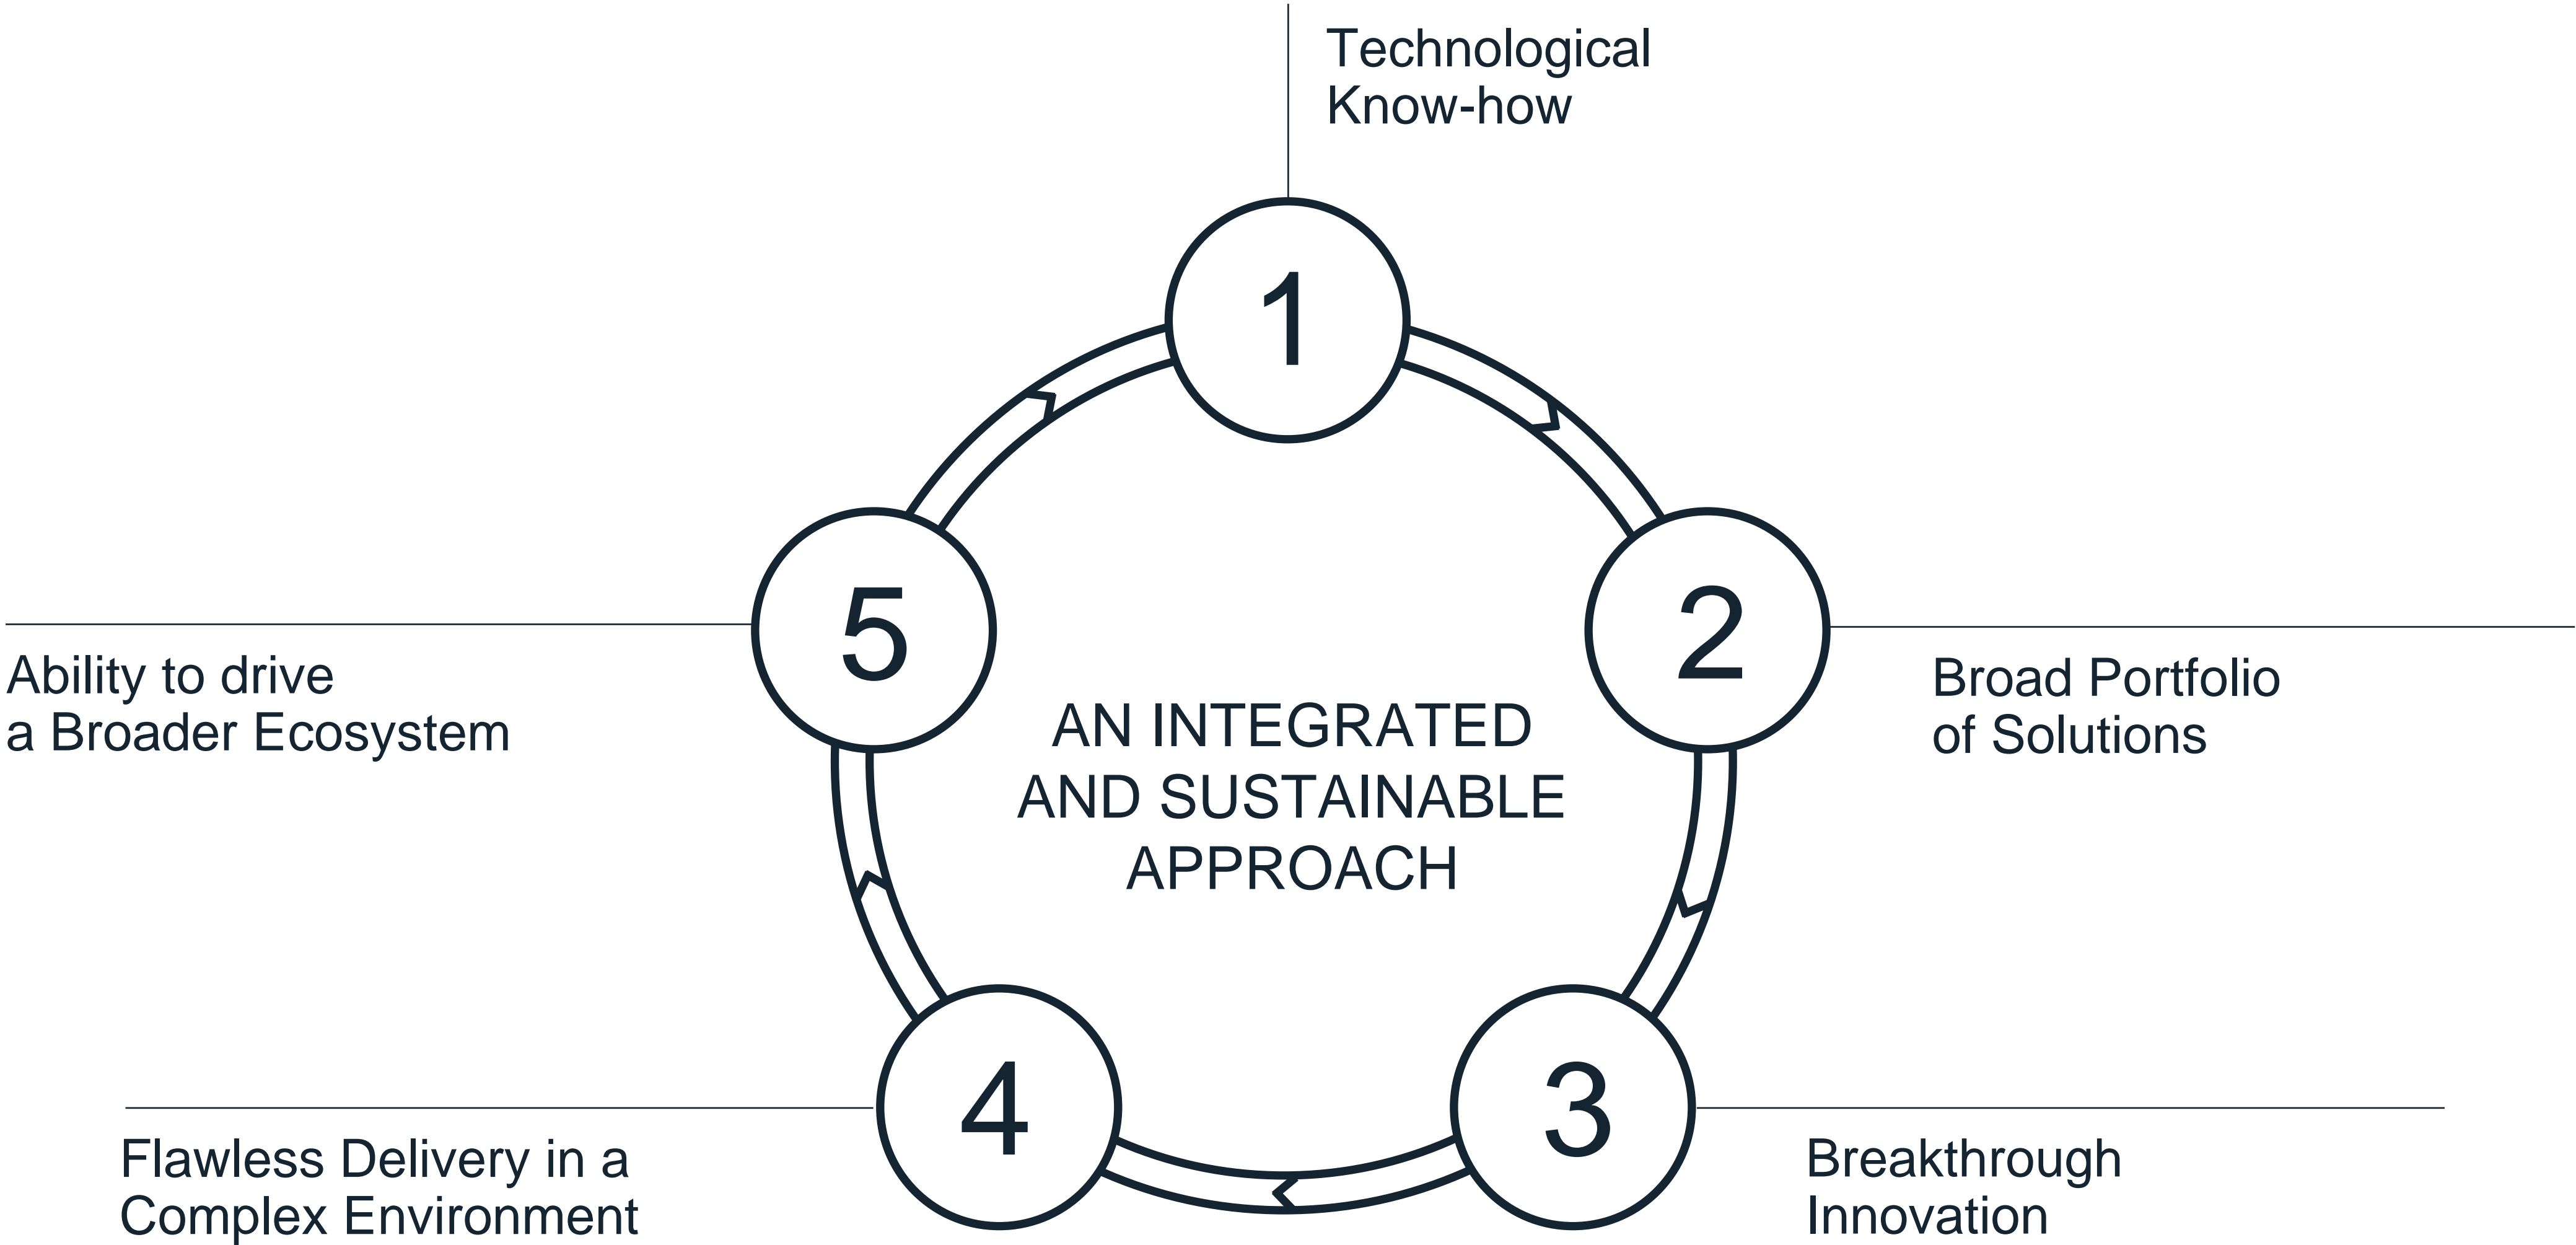 Technological
Know-how
1
2
Broad Portfolio
of Solutions
3
Breakthrough
Innovation
4
Flawless Delivery in a
Complex Environment
5
Ability to drive
a Broader Ecosystem
AN INTEGRATED
AND SUSTAINABLE
APPROACH